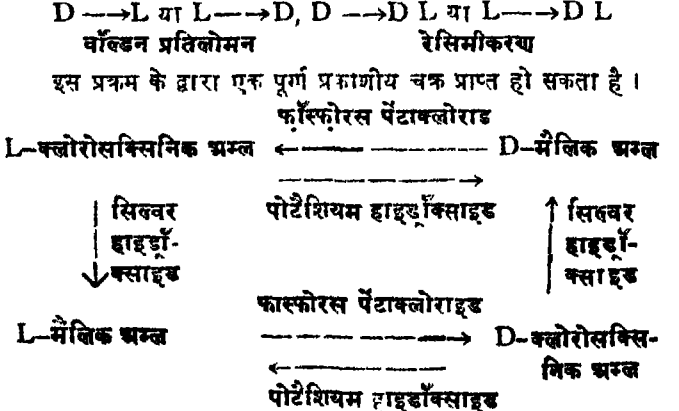 D ⟶ L या L ⟶ D, D ⟶ D L या L ⟶ D L
वॉल्डन प्रतिलोमन रेसिमीकरण
इस प्रक्रम के द्वारा एक पूर्ण प्रकाशीय चक्र प्राप्त हो सकता है ।
फ़ॉस्फ़ोरस पेंटाक्लोराड
L–क्लोरोसक्सिनिक अम्ल ⟵ D–मैलिक अम्ल
⟶
पोटैशियम हाइड्रॉक्साइड
सिल्वर सिल्वर
हाइड्रॉ- हाइड्रॉ-
क्साइड क्साइड
फास्फोरस पेंटाक्लोराइड
L–मैलिक अम्ल ⟶ D–क्लोरोसक्सि-
⟵ निक अम्ल
पोटैशियम हाइडॉक्साइड